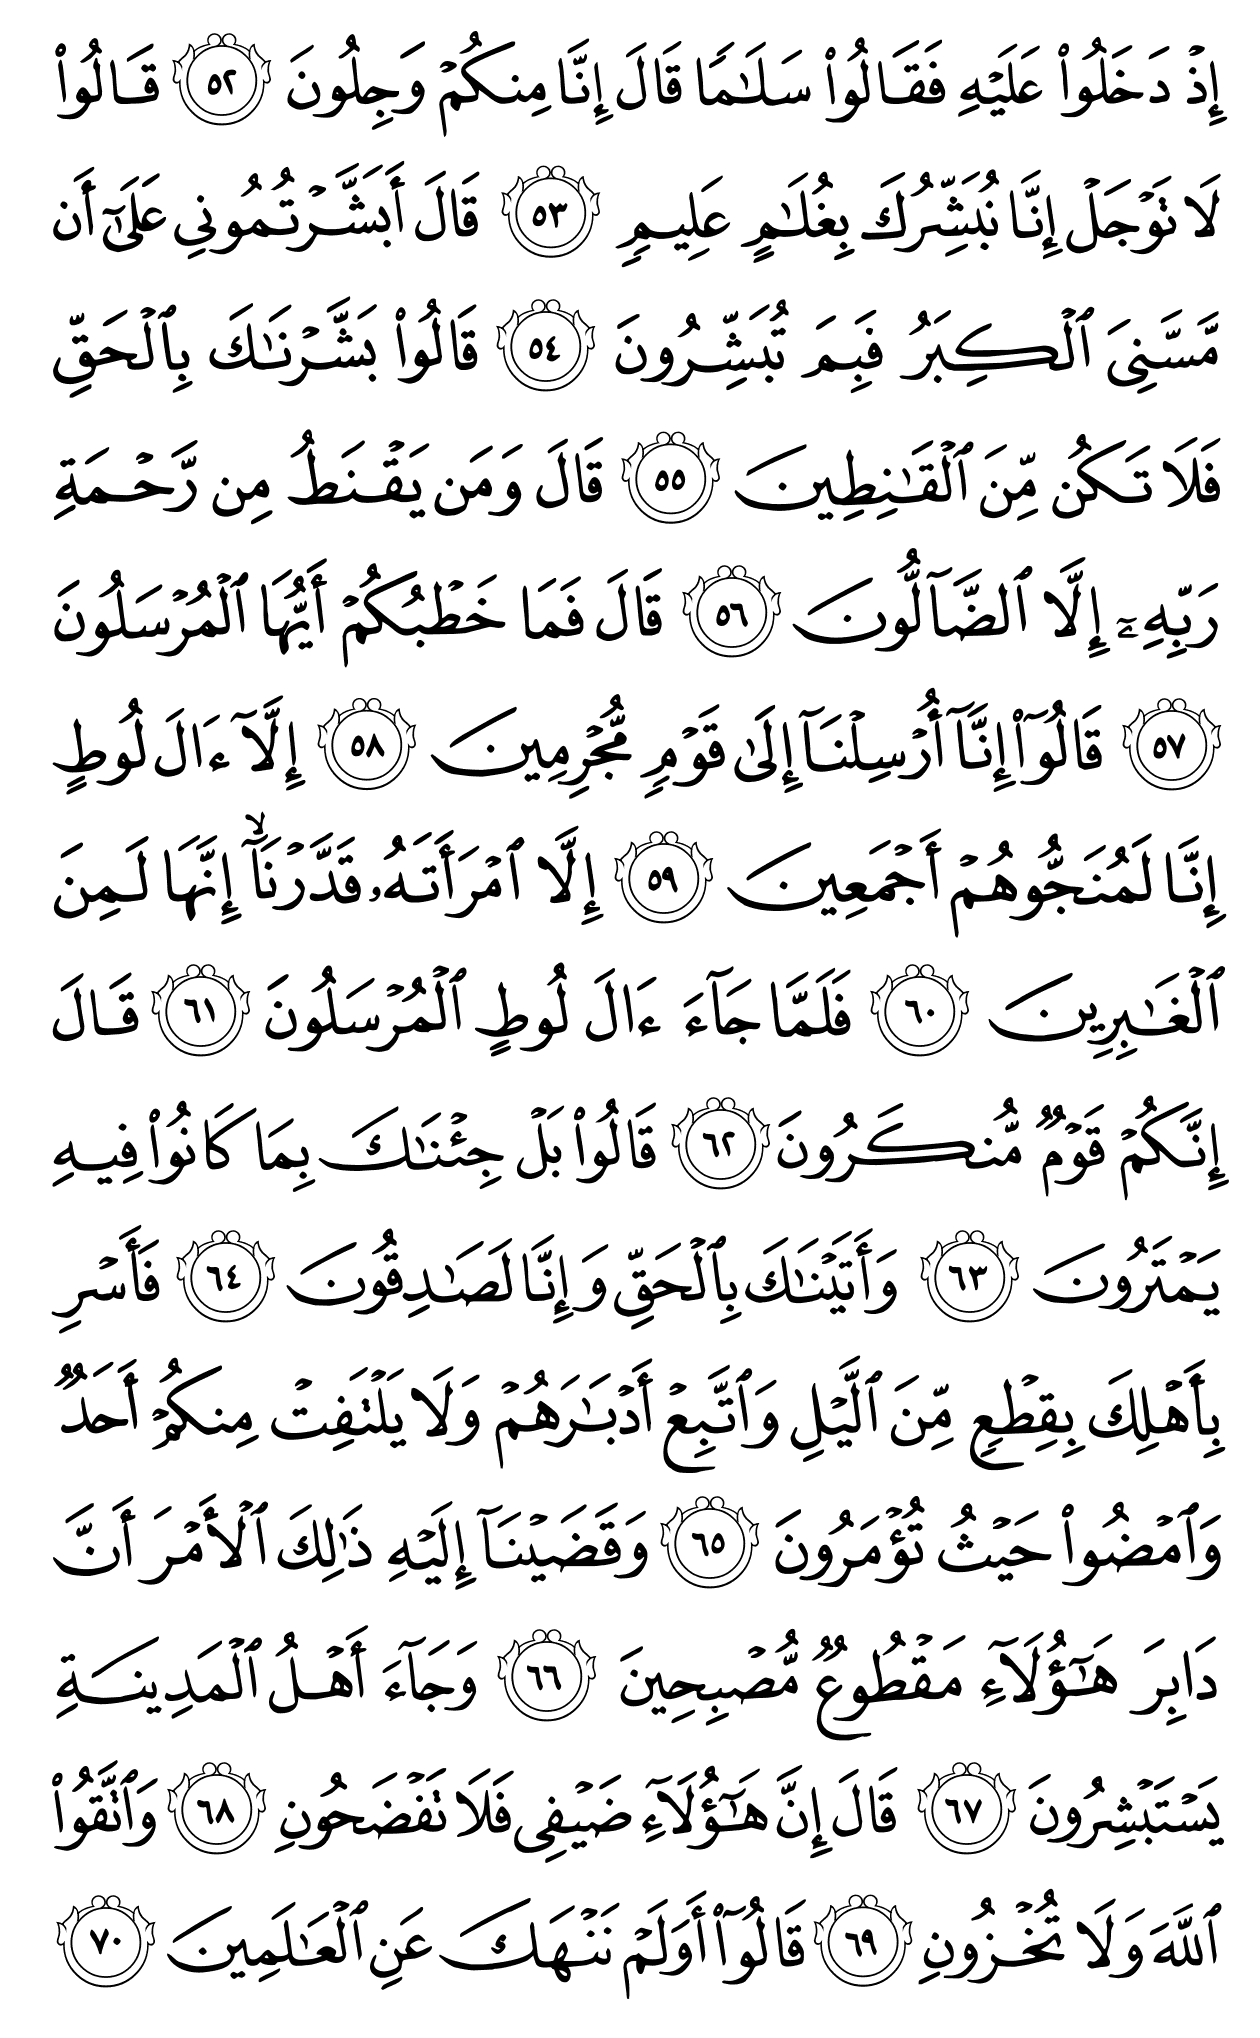 إِذۡ دَخَلُواْ عَلَيۡهِ فَقَالُواْ سَلَٰمٗا قَالَ إِنَّا مِنكُمۡ وَجِلُونَ ٥٢ قَالُواْ
لَا تَوۡجَلۡ إِنَّا نُبَشِّرُكَ بِغُلَٰمٍ عَلِيمٖ ٥٣ قَالَ أَبَشَّرۡتُمُونِي عَلَىٰٓ أَن
مَّسَّنِيَ ٱلۡكِبَرُ فَبِمَ تُبَشِّرُونَ ٥٤ قَالُواْ بَشَّرۡنَٰكَ بِٱلۡحَقِّ
فَلَا تَكُن مِّنَ ٱلۡقَٰنِطِينَ ٥٥ قَالَ وَمَن يَقۡنَطُ مِن رَّحۡمَةِ
رَبِّهِۦٓ إِلَّا ٱلضَّآلُّونَ ٥٦ قَالَ فَمَا خَطۡبُكُمۡ أَيُّهَا ٱلۡمُرۡسَلُونَ
٥٧ قَالُوٓاْ إِنَّآ أُرۡسِلۡنَآ إِلَىٰ قَوۡمٖ مُّجۡرِمِينَ ٥٨ إِلَّآ ءَالَ لُوطٍ
إِنَّا لَمُنَجُّوهُمۡ أَجۡمَعِينَ ٥٩ إِلَّا ٱمۡرَأَتَهُۥ قَدَّرۡنَآۙ إِنَّهَا لَمِنَ
ٱلۡغَٰبِرِينَ ٦٠ فَلَمَّا جَآءَ ءَالَ لُوطٍ ٱلۡمُرۡسَلُونَ ٦١ قَالَ
إِنَّكُمۡ قَوۡمٞ مُّنكَرُونَ ٦٢ قَالُواْ بَلۡ جِئۡنَٰكَ بِمَا كَانُواْ فِيهِ
يَمۡتَرُونَ ٦٣ وَأَتَيۡنَٰكَ بِٱلۡحَقِّ وَإِنَّا لَصَٰدِقُونَ ٦٤ فَأَسۡرِ
بِأَهۡلِكَ بِقِطۡعٖ مِّنَ ٱلَّيۡلِ وَٱتَّبِعۡ أَدۡبَٰرَهُمۡ وَلَا يَلۡتَفِتۡ مِنكُمۡ أَحَدٞ
وَٱمۡضُواْ حَيۡثُ تُؤۡمَرُونَ ٦٥ وَقَضَيۡنَآ إِلَيۡهِ ذَٰلِكَ ٱلۡأَمۡرَ أَنَّ
دَابِرَ هَٰٓؤُلَآءِ مَقۡطُوعٞ مُّصۡبِحِينَ ٦٦ وَجَآءَ أَهۡلُ ٱلۡمَدِينَةِ
يَسۡتَبۡشِرُونَ ٦٧ قَالَ إِنَّ هَٰٓؤُلَآءِ ضَيۡفِي فَلَا تَفۡضَحُونِ ٦٨ وَٱتَّقُواْ
ٱللَّهَ وَلَا تُخۡزُونِ ٦٩ قَالُوٓاْ أَوَلَمۡ نَنۡهَكَ عَنِ ٱلۡعَٰلَمِينَ ٧٠